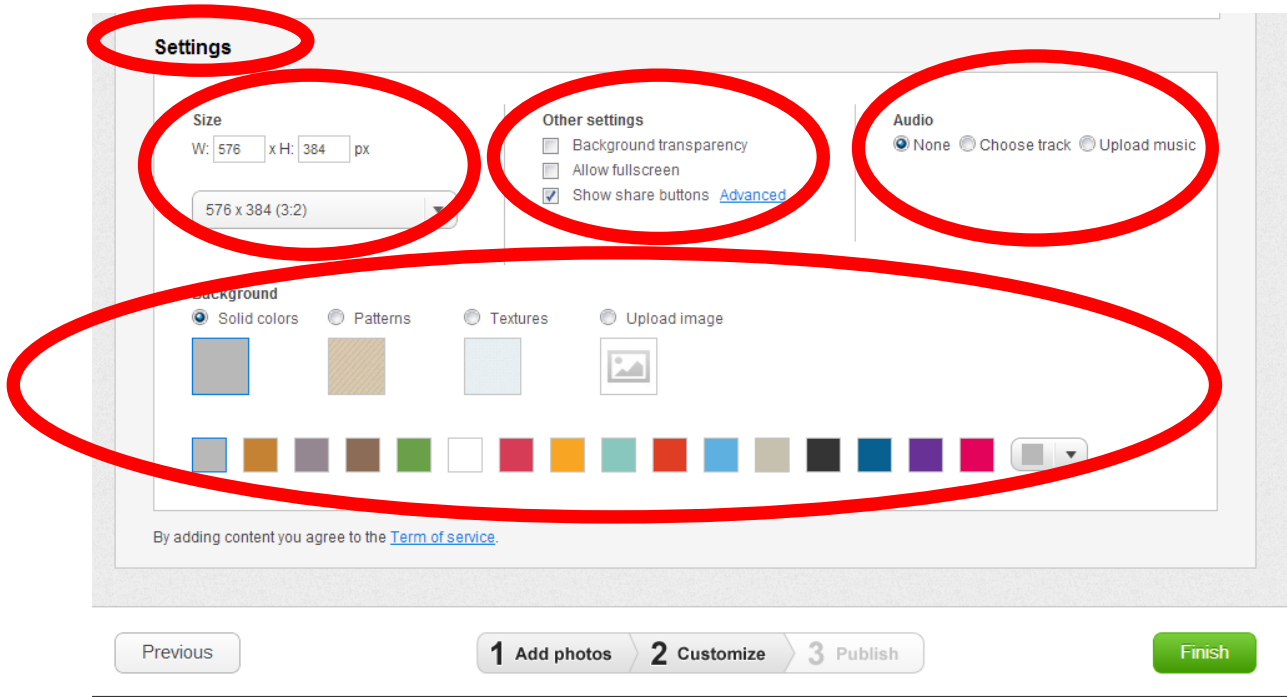 Settings
Size
W: 576 x H: 384 px
576 x 384 (3:2)
Other settings
Background transparency
Allow fullscreen
Show share buttons Advanced
Audio
None Choose track Upload music
Background
Solid colors Patterns Textures Upload image
By adding content you agree to the Term of service.
Previous
1 Add photos 2 Customize 3 Publish
Finish